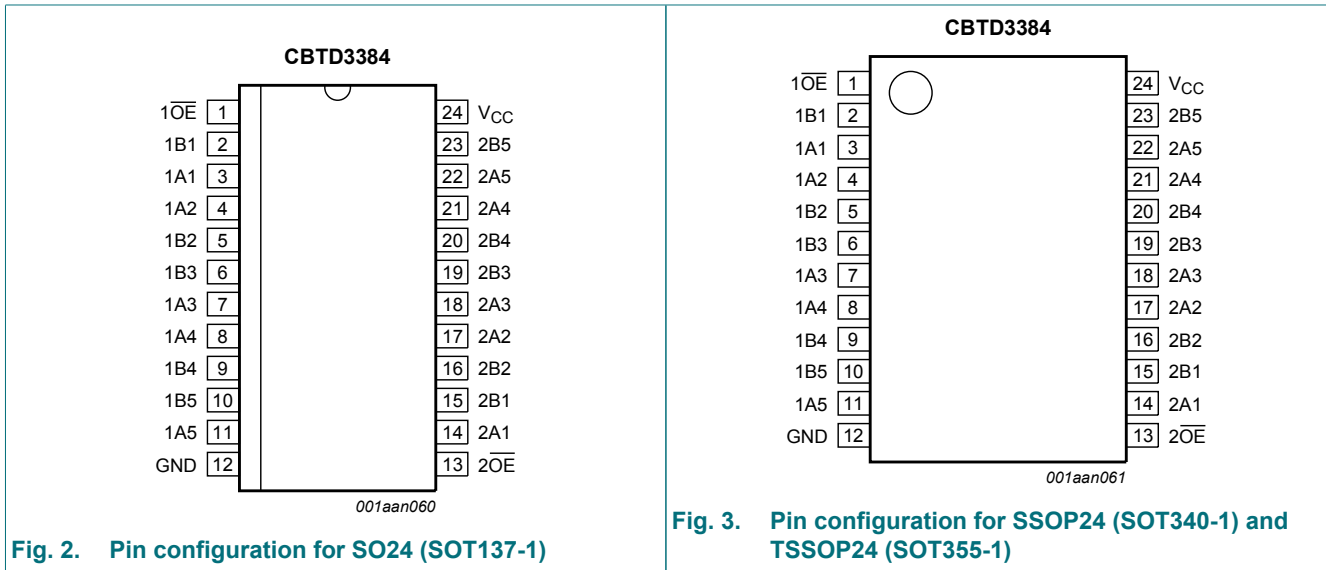 CBTD3384
1O̅E̅ 1 24 VCC
1B1 2 23 2B5
1A1 3 22 2A5
1A2 4 21 2A4
1B2 5 20 2B4
1B3 6 19 2B3
1A3 7 18 2A3
1A4 8 17 2A2
1B4 9 16 2B2
1B5 10 15 2B1
1A5 11 14 2A1
GND 12 13 2O̅E̅
001aan060
Fig. 2. Pin configuration for SO24 (SOT137-1)
CBTD3384
1O̅E̅ 1 24 VCC
1B1 2 23 2B5
1A1 3 22 2A5
1A2 4 21 2A4
1B2 5 20 2B4
1B3 6 19 2B3
1A3 7 18 2A3
1A4 8 17 2A2
1B4 9 16 2B2
1B5 10 15 2B1
1A5 11 14 2A1
GND 12 13 2O̅E̅
001aan061
Fig. 3. Pin configuration for SSOP24 (SOT340-1) and
TSSOP24 (SOT355-1)